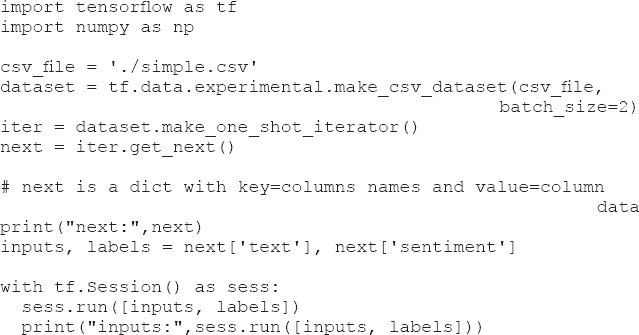 import tensorflow as tf
import numpy as np
csv_file = './simple.csv'
dataset = tf.data.experimental.make_csv_dataset(csv_file,
batch_size=2)
iter = dataset.make_one_shot_iterator()
next = iter.get_next()
# next is a dict with key=columns names and value=column
data
print("next:",next)
inputs, labels = next['text'], next['sentiment']
with tf.Session() as sess:
sess.run([inputs, labels])
print("inputs:",sess.run([inputs, labels]))